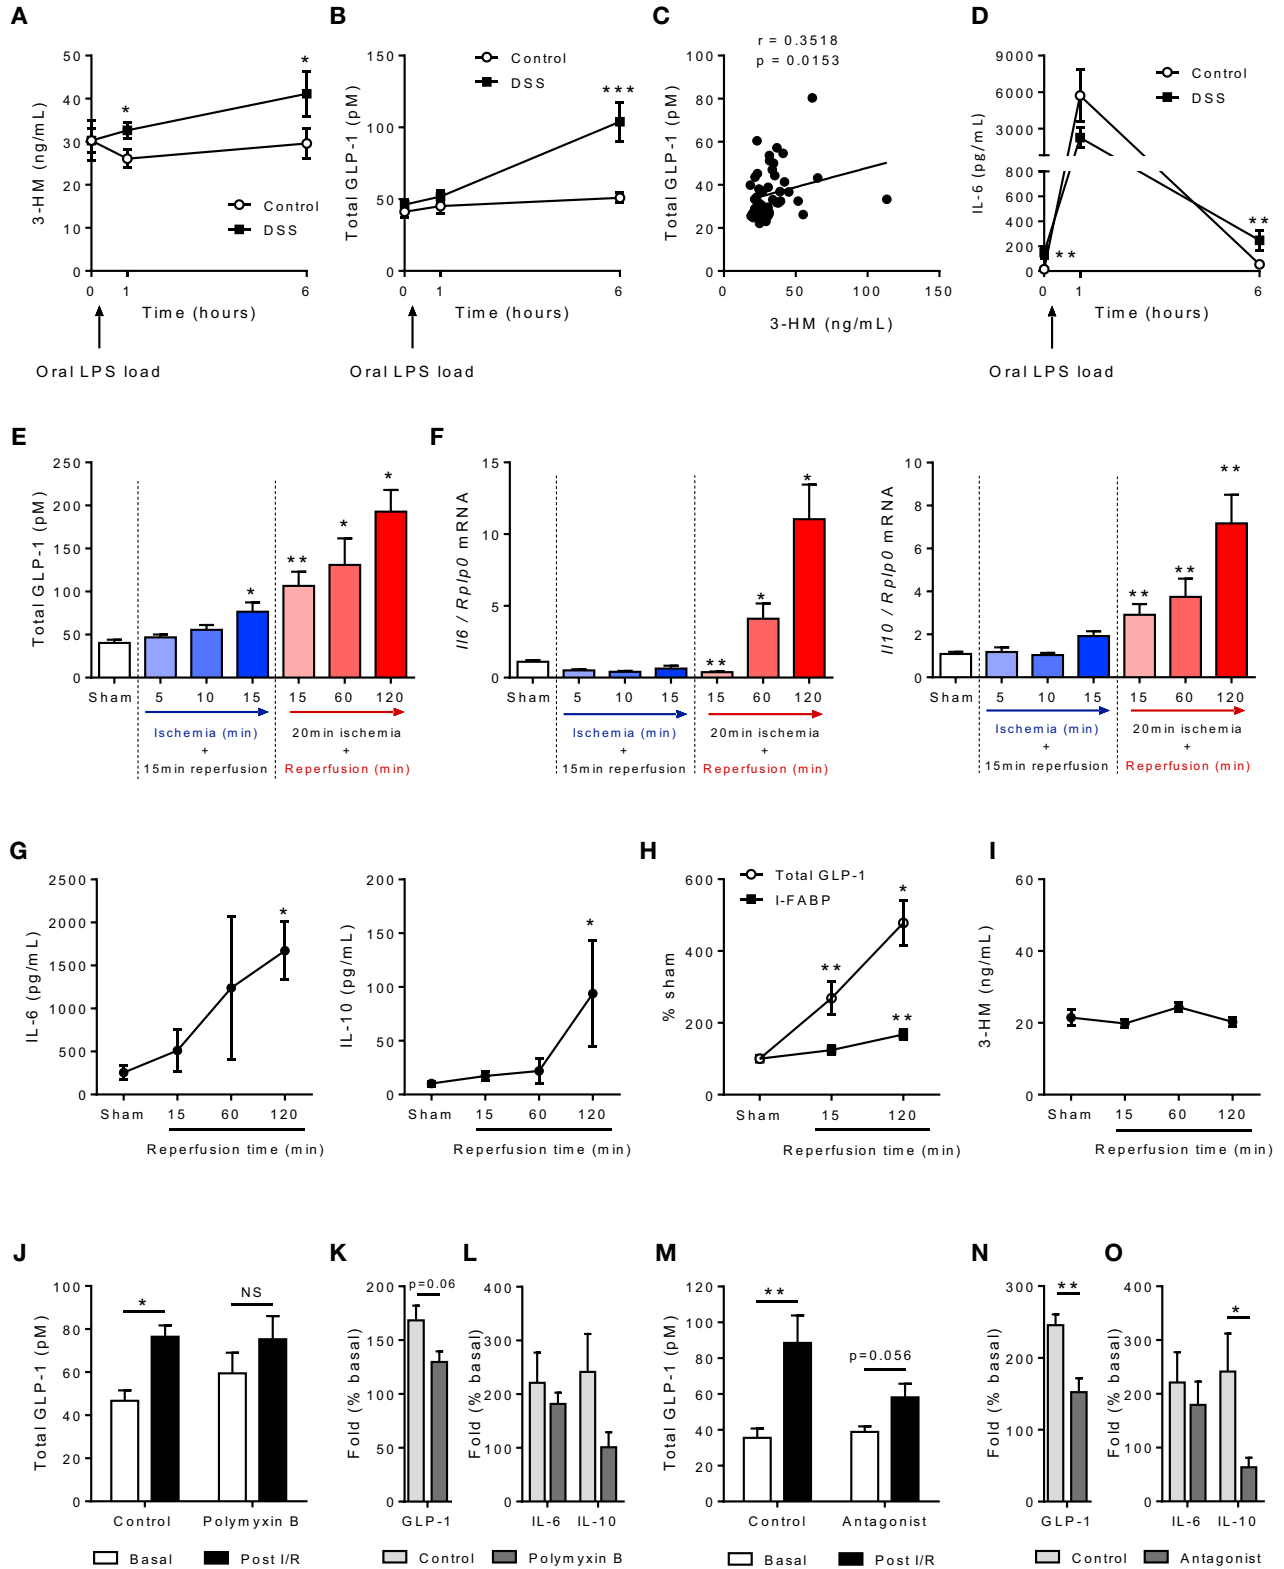 A
50
40
30
20
10
0
3-HM (ng/mL)
*
*
Control
DSS
0 1 6
Time (hours)
Oral LPS load
B
150
100
50
0
Total GLP-1 (pM)
Control
DSS
***
0 1 6
Time (hours)
Oral LPS load
C
r = 0.3518
p = 0.0153
100
80
60
40
20
0
Total GLP-1 (pM)
0 50 100 150
3-HM (ng/mL)
D
9000
6000
3000
800
600
400
200
0
IL-6 (pg/mL)
Control
DSS
**
**
0 1 6
Time (hours)
Oral LPS load
E
250
200
150
100
50
0
Total GLP-1 (pM)
*
**
*
*
Sham 5 10 15 15 60 120
Ischemia (min)
+
15min reperfusion
20min ischemia
+
Reperfusion (min)
F
15
10
5
0
Il6 / Rplp0 mRNA
**
*
*
Sham 5 10 15 15 60 120
Ischemia (min)
+
15min reperfusion
20min ischemia
+
Reperfusion (min)
10
8
6
4
2
0
Il10 / Rplp0 mRNA
**
**
**
Sham 5 10 15 15 60 120
Ischemia (min)
+
15min reperfusion
20min ischemia
+
Reperfusion (min)
G
2500
2000
1500
1000
500
0
IL-6 (pg/mL)
*
Sham 15 60 120
Reperfusion time (min)
200
150
100
50
0
IL-10 (pg/mL)
*
Sham 15 60 120
Reperfusion time (min)
H
600
400
200
0
% sham
Total GLP-1
I-FABP
**
*
**
Sham 15 120
Reperfusion time (min)
I
60
40
20
0
3-HM (ng/mL)
Sham 15 60 120
Reperfusion time (min)
J
100
80
60
40
20
0
Total GLP-1 (pM)
*
NS
Control Polymyxin B
Basal Post I/R
K
200
150
100
50
0
Fold (% basal)
p=0.06
GLP-1
L
400
300
200
100
0
Fold (% basal)
IL-6 IL-10
Control Polymyxin B
M
120
100
80
60
40
20
0
Total GLP-1 (pM)
**
p=0.056
Control Antagonist
Basal Post I/R
N
300
200
100
0
Fold (% basal)
**
GLP-1
O
400
300
200
100
0
Fold (% basal)
*
IL-6 IL-10
Control Antagonist